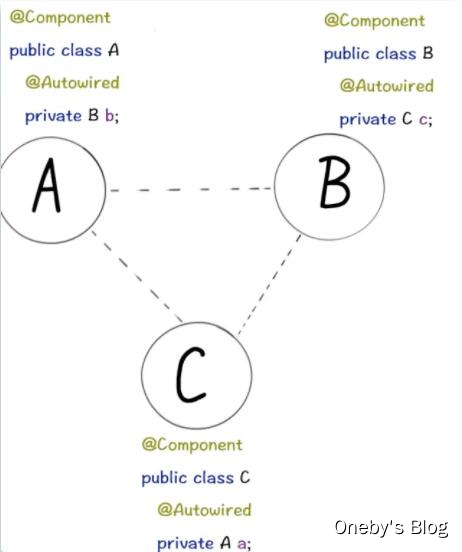 @Component
public class A
@Autowired
private B b;
@Component
public class B
@Autowired
private C c;
A
B
C
@Component
public class C
@Autowired
private A a;
Oneby's Blog